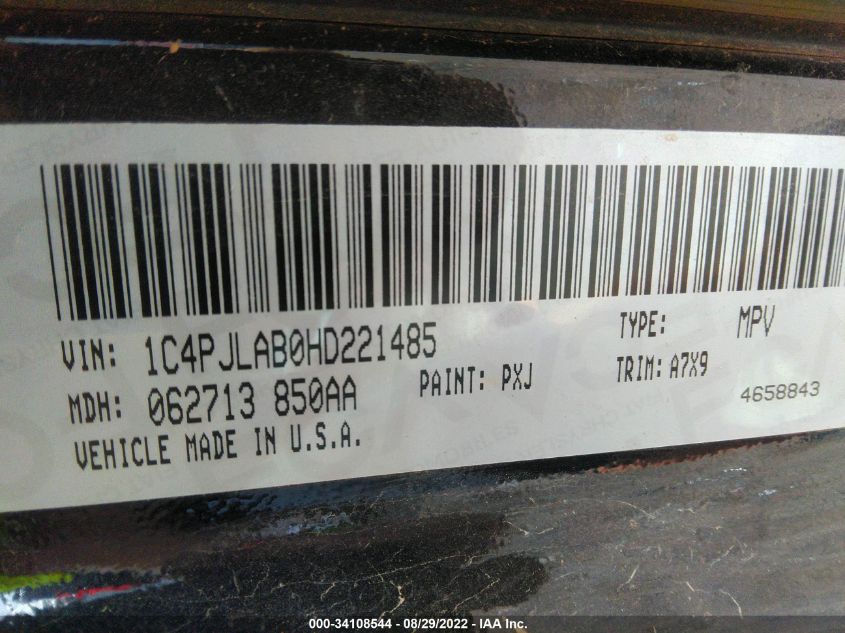 VIN: 1C4PJLAB0HD221485 TYPE: MPV
MDH: 062713 850AA PAINT: PXJ TRIM: A7X9
VEHICLE MADE IN U.S.A. 4658843
000-34108544 / 08/29/2022 - IAA Inc.